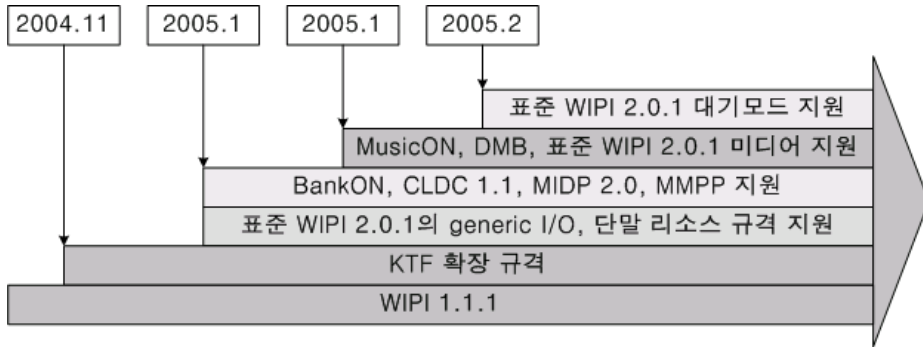 2004.11
2005.1
2005.1
2005.2
표준 WIPI 2.0.1 대기모드 지원
MusicON, DMB, 표준 WIPI 2.0.1 미디어 지원
BankON, CLDC 1.1, MIDP 2.0, MMPP 지원
표준 WIPI 2.0.1의 generic I/O, 단말 리소스 규격 지원
KTF 확장 규격
WIPI 1.1.1